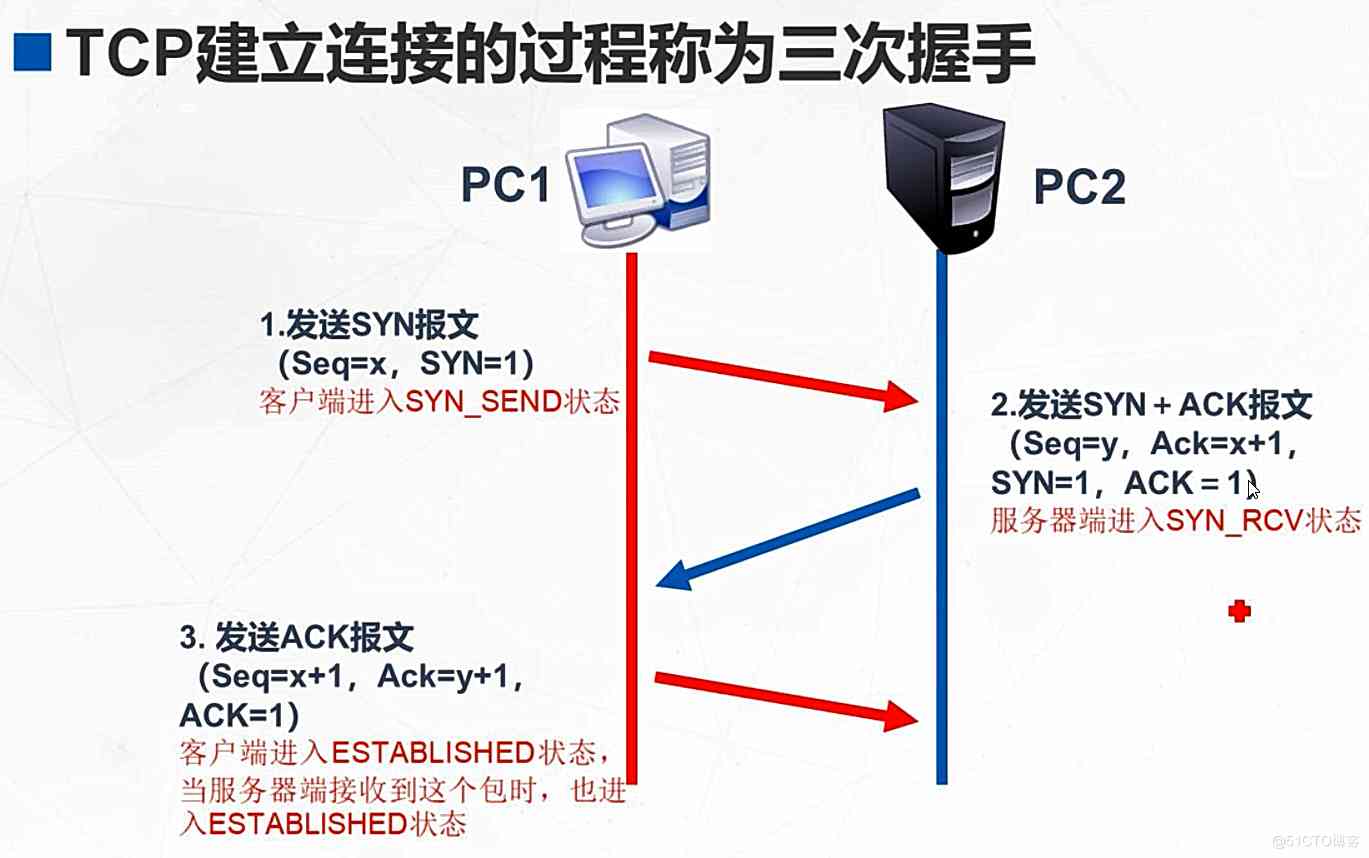 TCP建立连接的过程称为三次握手
PC1
PC2
1.发送SYN报文
（Seq=x，SYN=1）
客户端进入SYN_SEND状态
2.发送SYN＋ACK报文
（Seq=y，Ack=x+1，
SYN=1，ACK＝1）
服务器端进入SYN_RCV状态
3. 发送ACK报文
（Seq=x+1，Ack=y+1，
ACK=1）
客户端进入ESTABLISHED状态，
当服务器端接收到这个包时，也进
入ESTABLISHED状态
@51CTO博客